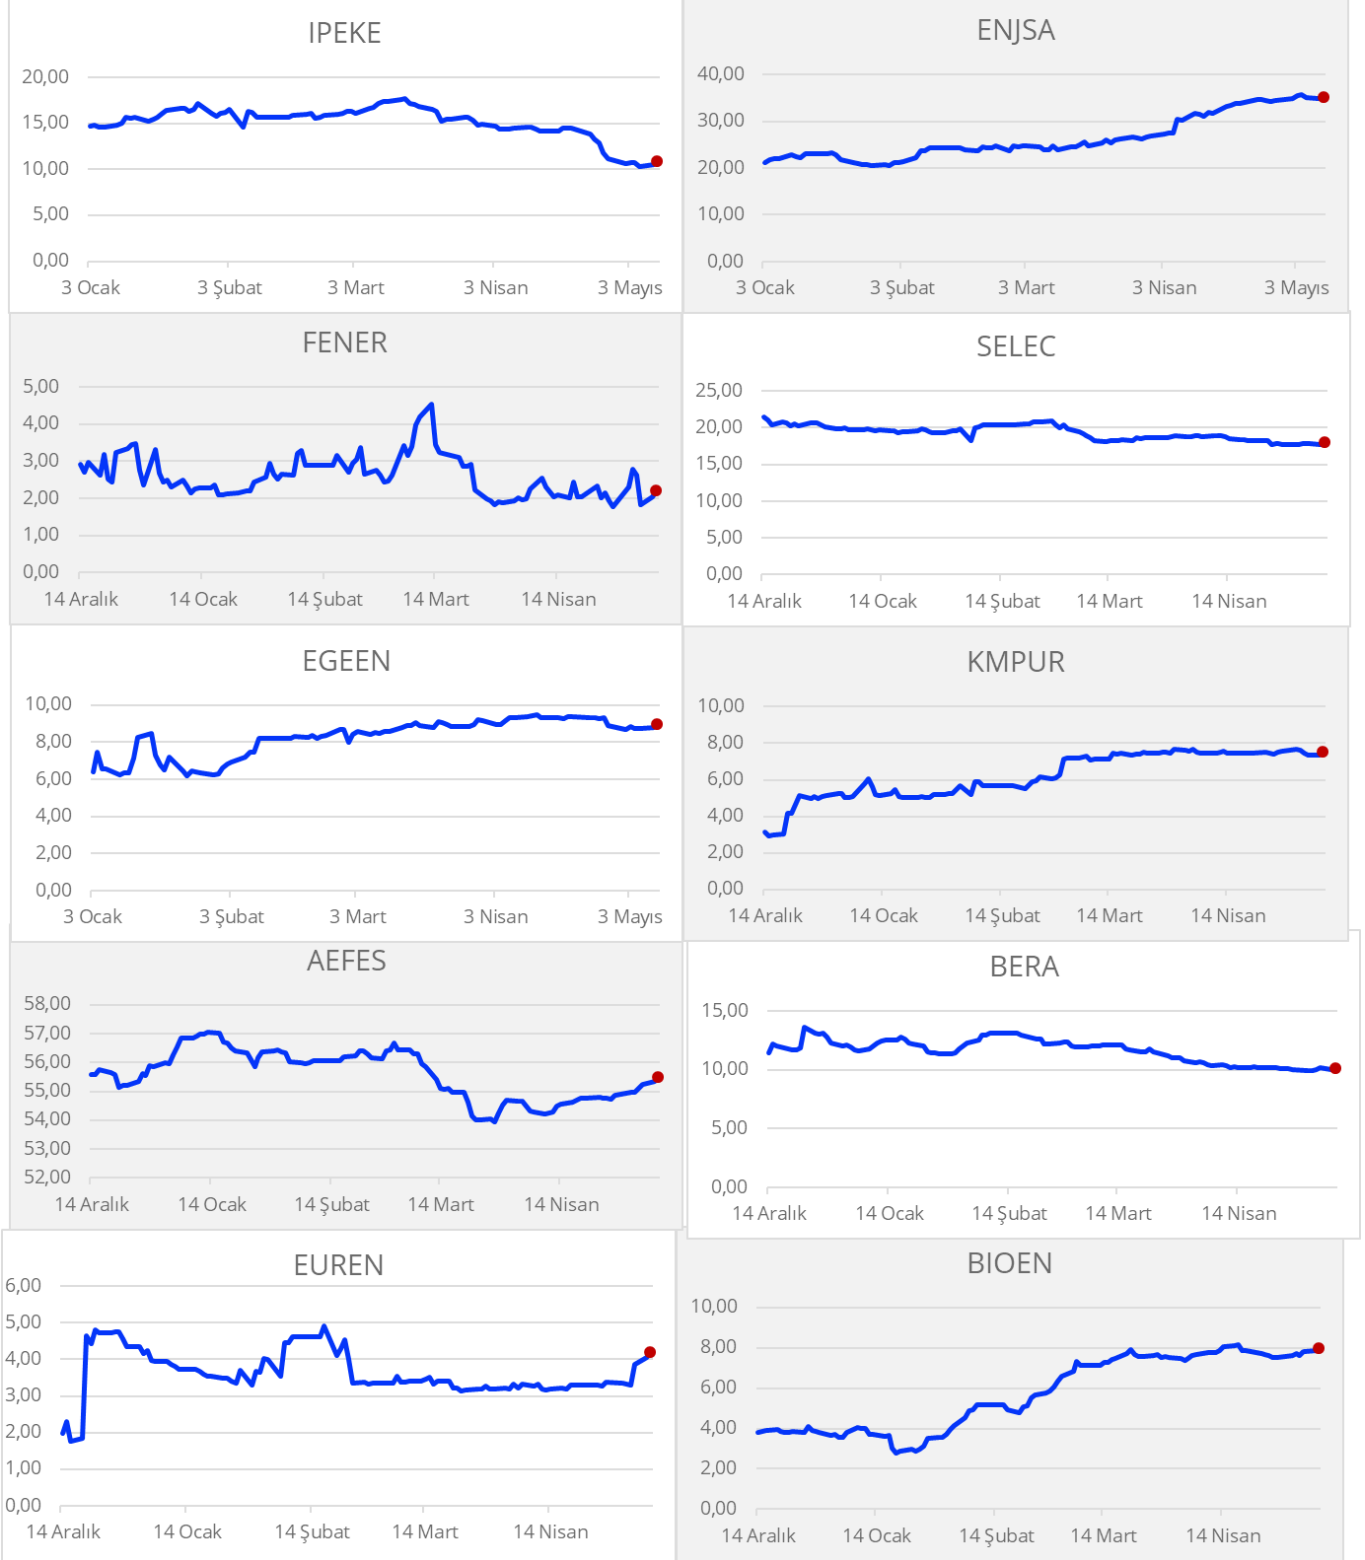 IPEKE
20,00
15,00
10,00
5,00
0,00
3 Ocak 3 Şubat 3 Mart 3 Nisan 3 Mayıs
ENJSA
40,00
30,00
20,00
10,00
0,00
3 Ocak 3 Şubat 3 Mart 3 Nisan 3 Mayıs
FENER
5,00
4,00
3,00
2,00
1,00
0,00
14 Aralık 14 Ocak 14 Şubat 14 Mart 14 Nisan
SELEC
25,00
20,00
15,00
10,00
5,00
0,00
14 Aralık 14 Ocak 14 Şubat 14 Mart 14 Nisan
EGEEN
10,00
8,00
6,00
4,00
2,00
0,00
3 Ocak 3 Şubat 3 Mart 3 Nisan 3 Mayıs
KMPUR
10,00
8,00
6,00
4,00
2,00
0,00
14 Aralık 14 Ocak 14 Şubat 14 Mart 14 Nisan
AEFES
58,00
57,00
56,00
55,00
54,00
53,00
52,00
14 Aralık 14 Ocak 14 Şubat 14 Mart 14 Nisan
BERA
15,00
10,00
5,00
0,00
14 Aralık 14 Ocak 14 Şubat 14 Mart 14 Nisan
EUREN
6,00
5,00
4,00
3,00
2,00
1,00
0,00
14 Aralık 14 Ocak 14 Şubat 14 Mart 14 Nisan
BIOEN
10,00
8,00
6,00
4,00
2,00
0,00
14 Aralık 14 Ocak 14 Şubat 14 Mart 14 Nisan